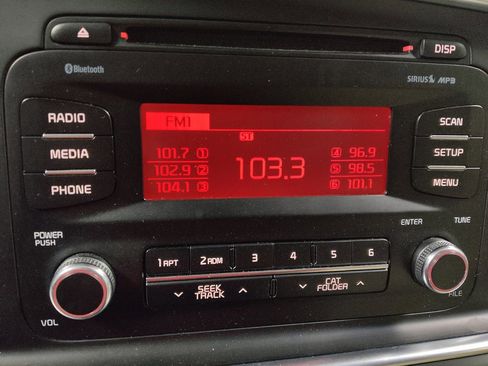 DISP
Bluetooth
SIRIUS MP3
RADIO
MEDIA
PHONE
FM1
ST
101.7 1
102.9 2
104.1 3
103.3
4 96.9
5 98.5
6 101.1
SCAN
SETUP
MENU
POWER
PUSH
VOL
1 RPT
2 RDM
3
4
5
6
SEEK
TRACK
CAT
FOLDER
ENTER
TUNE
FILE